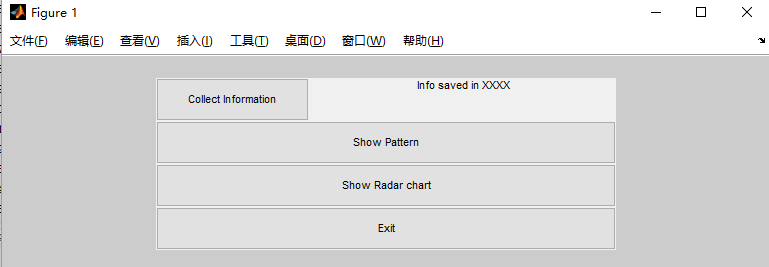 Figure 1
文件(F) 编辑(E) 查看(V) 插入(I) 工具(T) 桌面(D) 窗口(W) 帮助(H)
Collect Information Info saved in XXXX
Show Pattern
Show Radar chart
Exit